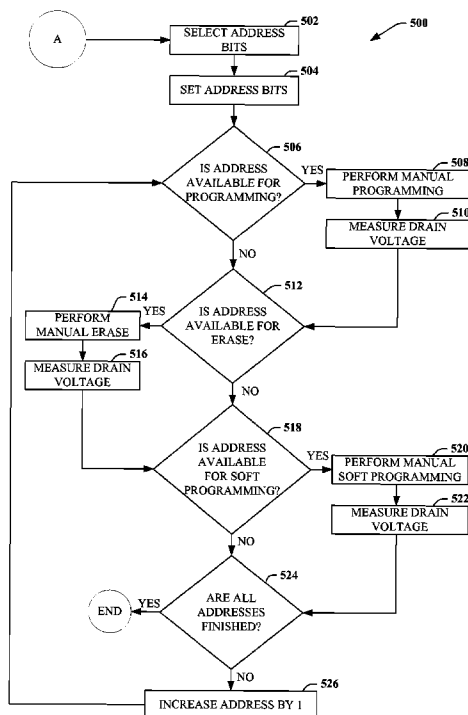 A
502
SELECT ADDRESS
BITS
500
504
SET ADDRESS BITS
506
IS ADDRESS
AVAILABLE FOR
PROGRAMMING?
YES
508
PERFORM MANUAL
PROGRAMMING
510
MEASURE DRAIN
VOLTAGE
NO
512
IS ADDRESS
AVAILABLE FOR
ERASE?
YES
514
PERFORM
MANUAL ERASE
516
MEASURE DRAIN
VOLTAGE
NO
518
IS ADDRESS
AVAILABLE
FOR SOFT
PROGRAMMING?
YES
520
PERFORM MANUAL
SOFT PROGRAMMING
522
MEASURE DRAIN
VOLTAGE
NO
524
ARE ALL
ADDRESSES
FINISHED?
YES
END
NO
526
INCREASE ADDRESS BY 1